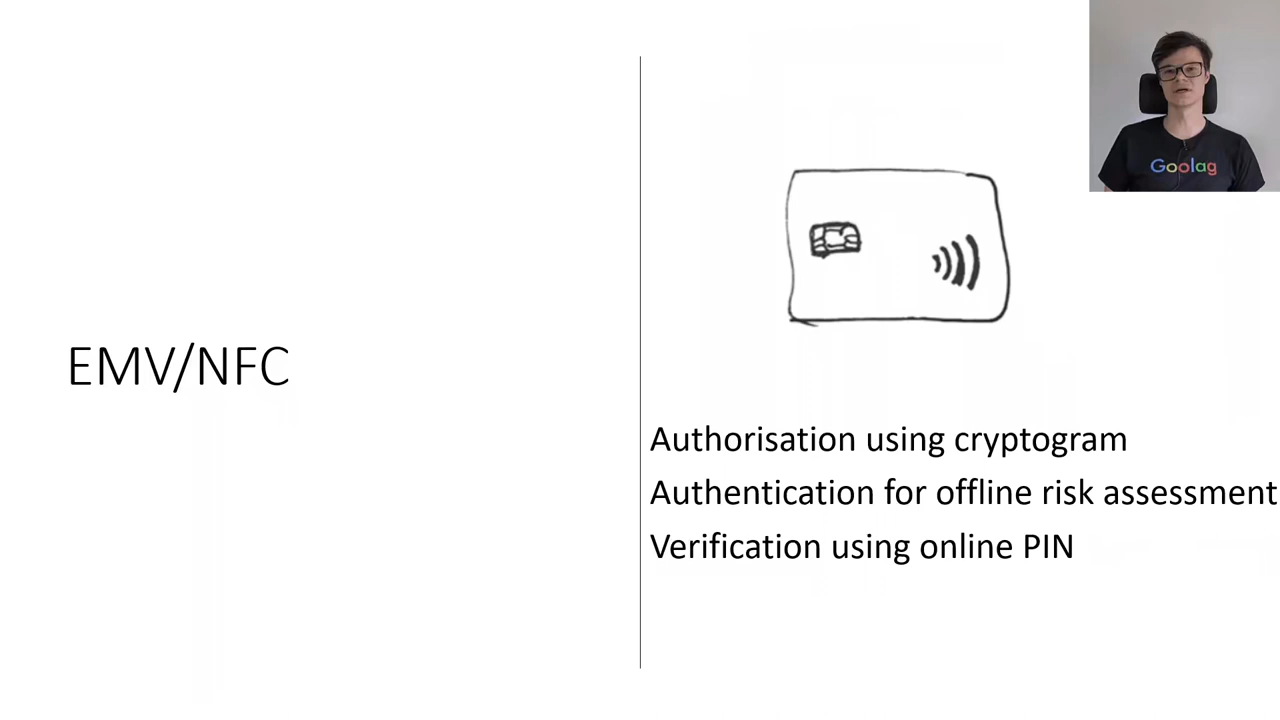 Goolag
EMV/NFC
Authorisation using cryptogram
Authentication for offline risk assessment
Verification using online PIN